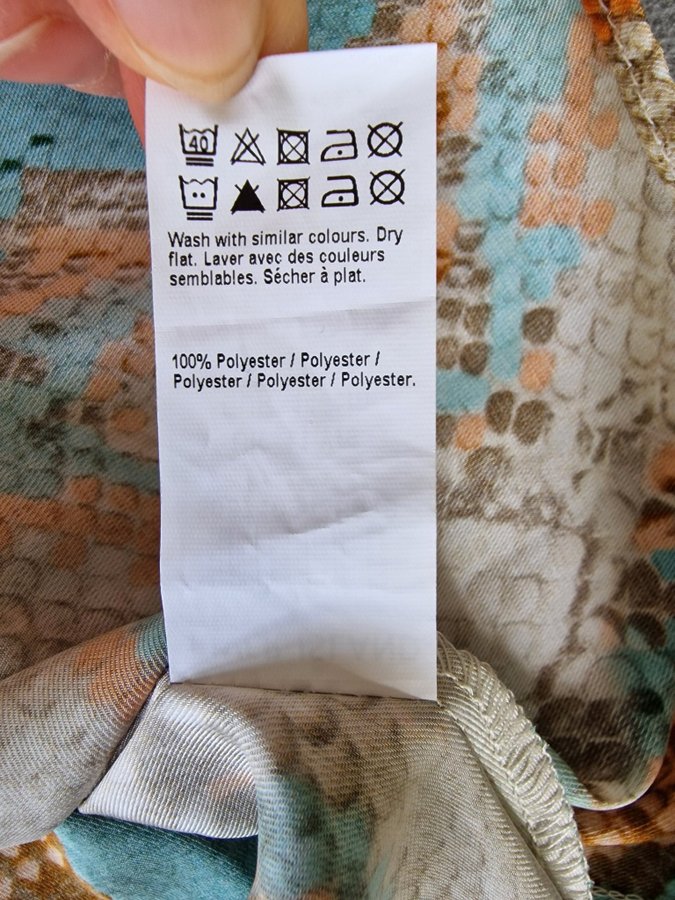 40
Wash with similar colours. Dry
flat. Laver avec des couleurs
semblables. Sécher à plat.
100% Polyester / Polyester /
Polyester / Polyester / Polyester.